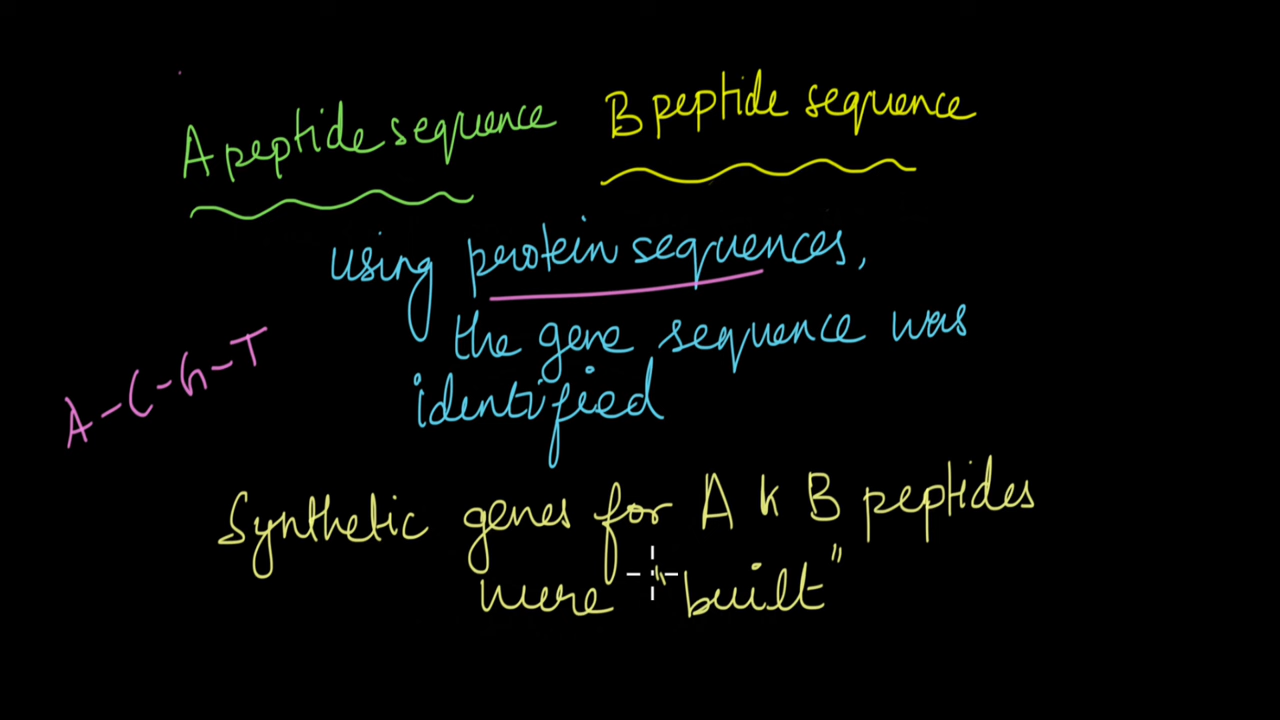 A peptide sequence B peptide sequence
using protein sequences,
the gene sequence was
identified
A-C-G-T
Synthetic genes for A & B peptides
were "built"